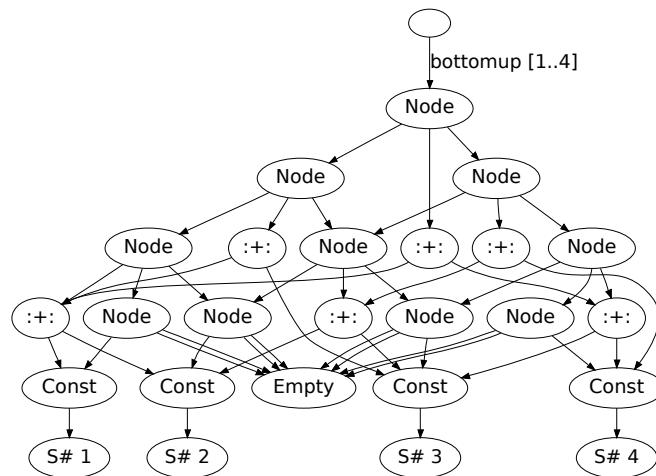 bottomup [1..4]
Node
Node Node
Node :+: Node :+: :+: Node
:+: Node Node :+: Node Node :+:
Const Const Empty Const Const
S# 1 S# 2 S# 3 S# 4